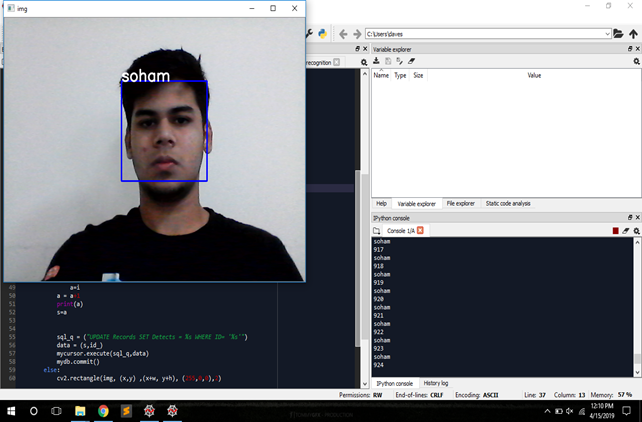 img
soham
C:\Users\daves
recognition
Variable explorer
Name Type Size Value
Help Variable explorer File explorer Static code analysis
IPython console
Console 1/A
soham
917
soham
918
soham
919
soham
920
soham
921
soham
922
soham
923
soham
924
IPython console History log
49 a=i
50
51 print(a)
52 s=a
53
54
55 sql_q = ("UPDATE Records SET Detects = %s WHERE ID= '%s'")
56 data = (s,id_)
57 mycursor.execute(sql_q,data)
58 mydb.commit()
59 else:
60 cv2.rectangle(img, (x,y) ,(x+w, y+h), (255,0,0),2)
Permissions: RW End-of-lines: CRLF Encoding: ASCII Line: 37 Column: 13 Memory: 57 %
12:10 PM
4/15/2019